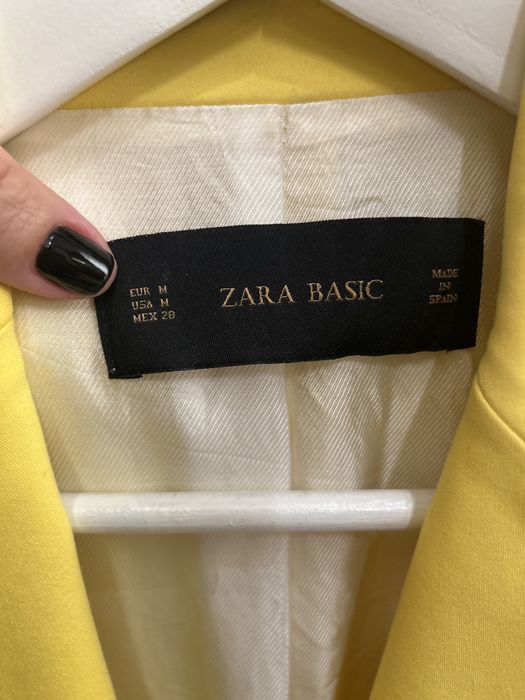 EUR M
USA M
MEX 28
ZARA BASIC
MADE
IN
SPAIN